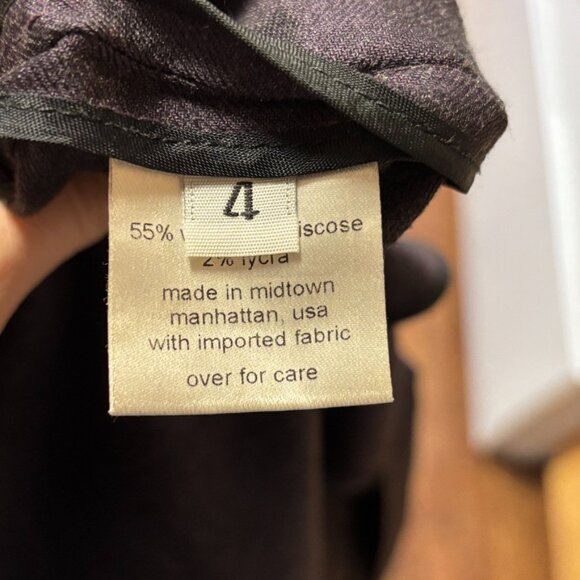 4
55% iscose
2% lycra
made in midtown
manhattan, usa
with imported fabric
over for care